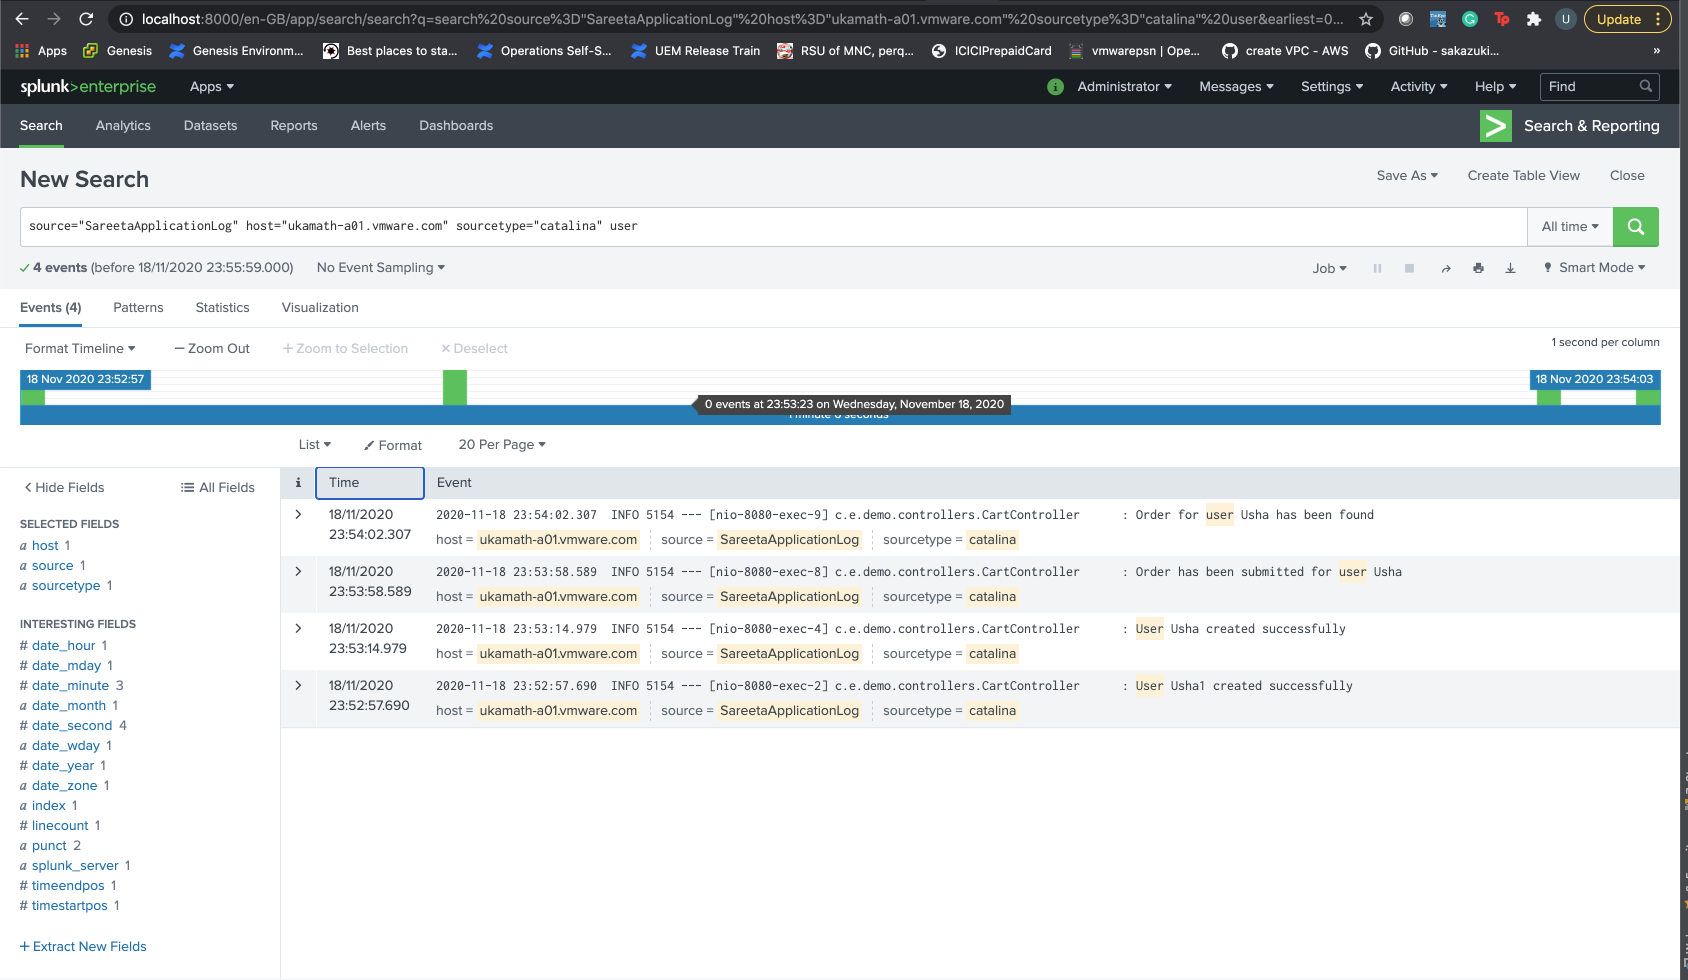 localhost:8000/en-GB/app/search/search?q=search%20source%3D"SareetaApplicationLog"%20host%3D"ukamath-a01.vmware.com"%20sourcetype%3D"catalina"%20user&earliest=0...
U
Update
Apps
Genesis
Genesis Environm...
Best places to sta...
Operations Self-S...
UEM Release Train
RSU of MNC, perq...
ICICIPrepaidCard
vmwarepsn | Ope...
create VPC - AWS
GitHub - sakazuki...
»
splunk>enterprise
Apps
i
Administrator
Messages
Settings
Activity
Help
Find
Search
Analytics
Datasets
Reports
Alerts
Dashboards
Search & Reporting
New Search
Save As
Create Table View
Close
source="SareetaApplicationLog" host="ukamath-a01.vmware.com" sourcetype="catalina" user
All time
4 events (before 18/11/2020 23:55:59.000)
No Event Sampling
Job
Smart Mode
Events (4)
Patterns
Statistics
Visualization
Format Timeline
— Zoom Out
+ Zoom to Selection
× Deselect
1 second per column
18 Nov 2020 23:52:57
18 Nov 2020 23:54:03
0 events at 23:53:23 on Wednesday, November 18, 2020
List
Format
20 Per Page
Hide Fields
All Fields
SELECTED FIELDS
a host 1
a source 1
a sourcetype 1
INTERESTING FIELDS
# date_hour 1
# date_mday 1
# date_minute 3
a date_month 1
# date_second 4
a date_wday 1
# date_year 1
a date_zone 1
a index 1
# linecount 1
a punct 2
a splunk_server 1
# timeendpos 1
# timestartpos 1
+ Extract New Fields
i
Time
Event
18/11/2020
23:54:02.307
2020-11-18 23:54:02.307 INFO 5154 --- [nio-8080-exec-9] c.e.demo.controllers.CartController : Order for user Usha has been found
host = ukamath-a01.vmware.com source = SareetaApplicationLog sourcetype = catalina
18/11/2020
23:53:58.589
2020-11-18 23:53:58.589 INFO 5154 --- [nio-8080-exec-8] c.e.demo.controllers.CartController : Order has been submitted for user Usha
host = ukamath-a01.vmware.com source = SareetaApplicationLog sourcetype = catalina
18/11/2020
23:53:14.979
2020-11-18 23:53:14.979 INFO 5154 --- [nio-8080-exec-4] c.e.demo.controllers.CartController : User Usha created successfully
host = ukamath-a01.vmware.com source = SareetaApplicationLog sourcetype = catalina
18/11/2020
23:52:57.690
2020-11-18 23:52:57.690 INFO 5154 --- [nio-8080-exec-2] c.e.demo.controllers.CartController : User Usha1 created successfully
host = ukamath-a01.vmware.com source = SareetaApplicationLog sourcetype = catalina